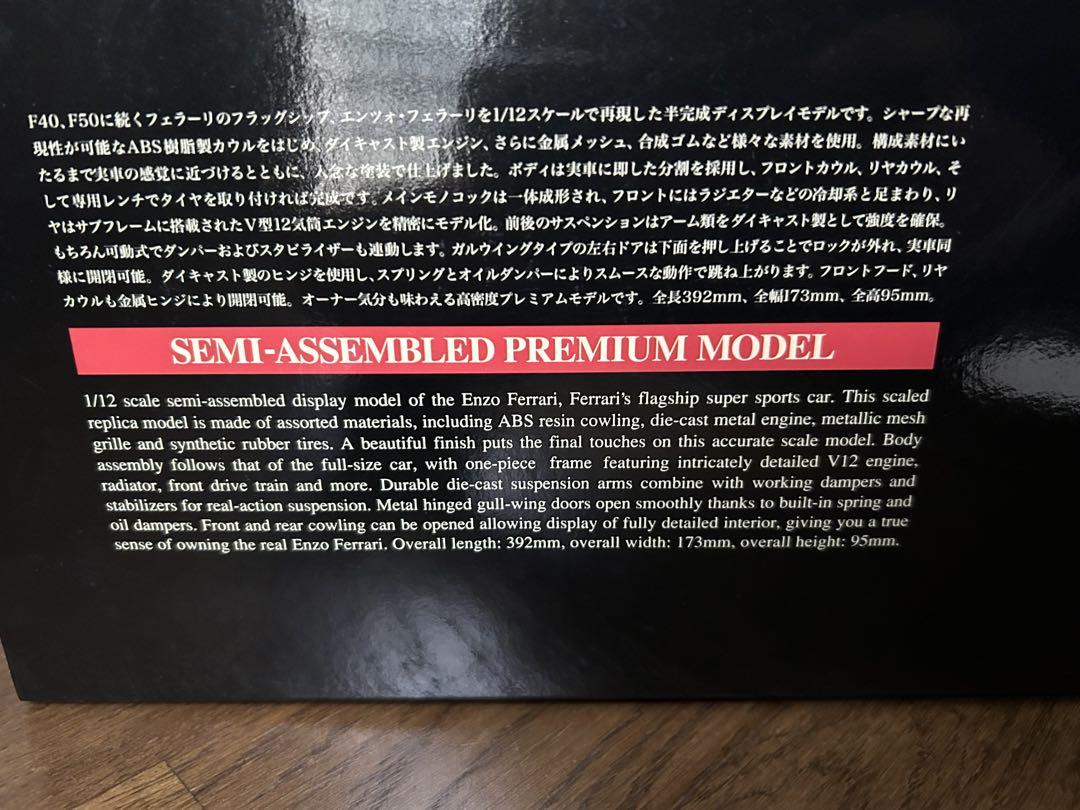 F40、F50に続くフェラーリのフラッグシップ、エンツォ・フェラーリを1/12スケールで再現した半完成ディスプレイモデルです。シャープな再
現性が可能なABS樹脂製カウルをはじめ、ダイキャスト製エンジン、さらに金属メッシュ、合成ゴムなど様々な素材を使用。構成素材にい
たるまで実車の感覚に近づけるとともに、入念な塗装で仕上げました。ボディは実車に即した分割を採用し、フロントカウル、リヤカウル、そ
して専用レンチでタイヤを取り付ければ完成です。メインモノコックは一体成形され、フロントにはラジエターなどの冷却系と足まわり、リ
ヤはサブフレームに搭載されたV型12気筒エンジンを精密にモデル化。前後のサスペンションはアーム類をダイキャスト製として強度を確保。
もちろん可動式でダンパーおよびスタビライザーも連動します。ガルウイングタイプの左右ドアは下面を押し上げることでロックが外れ、実車同
様に開閉可能。ダイキャスト製のヒンジを使用し、スプリングとオイルダンパーによりスムースな動作で跳ね上がります。フロントフード、リヤ
カウルも金属ヒンジにより開閉可能。オーナー気分も味わえる高密度プレミアムモデルです。全長392mm、全幅173mm、全高95mm。
SEMI-ASSEMBLED PREMIUM MODEL
1/12 scale semi-assembled display model of the Enzo Ferrari, Ferrari's flagship super sports car. This scaled
replica model is made of assorted materials, including ABS resin cowling, die-cast metal engine, metallic mesh
grille and synthetic rubber tires. A beautiful finish puts the final touches on this accurate scale model. Body
assembly follows that of the full-size car, with one-piece frame featuring intricately detailed V12 engine,
radiator, front drive train and more. Durable die-cast suspension arms combine with working dampers and
stabilizers for real-action suspension. Metal hinged gull-wing doors open smoothly thanks to built-in spring and
oil dampers. Front and rear cowling can be opened allowing display of fully detailed interior, giving you a true
sense of owning the real Enzo Ferrari. Overall length: 392mm, overall width: 173mm, overall height: 95mm.